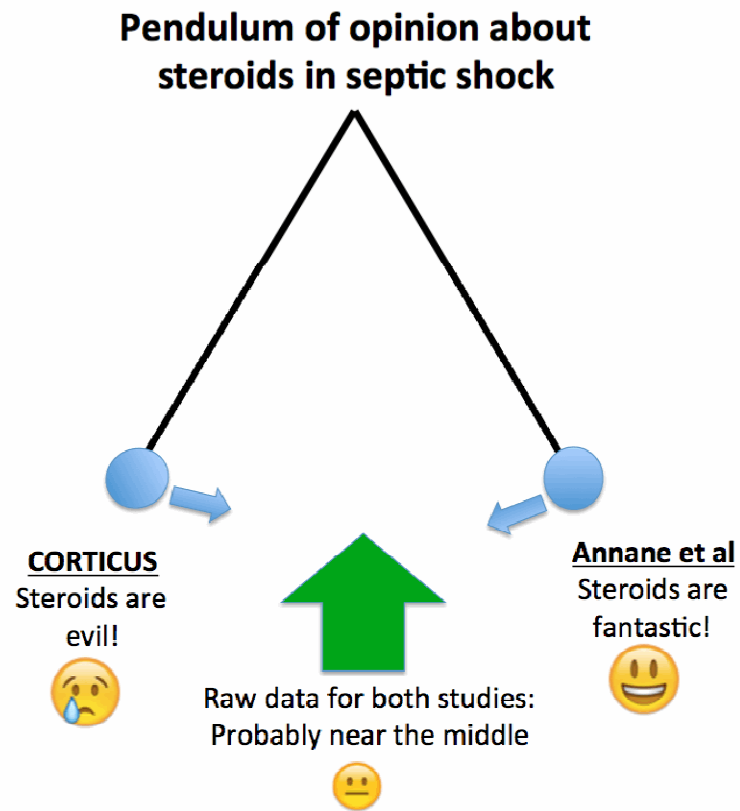 Pendulum of opinion about
steroids in septic shock
CORTICUS
Steroids are
evil!
Annane et al
Steroids are
fantastic!
Raw data for both studies:
Probably near the middle